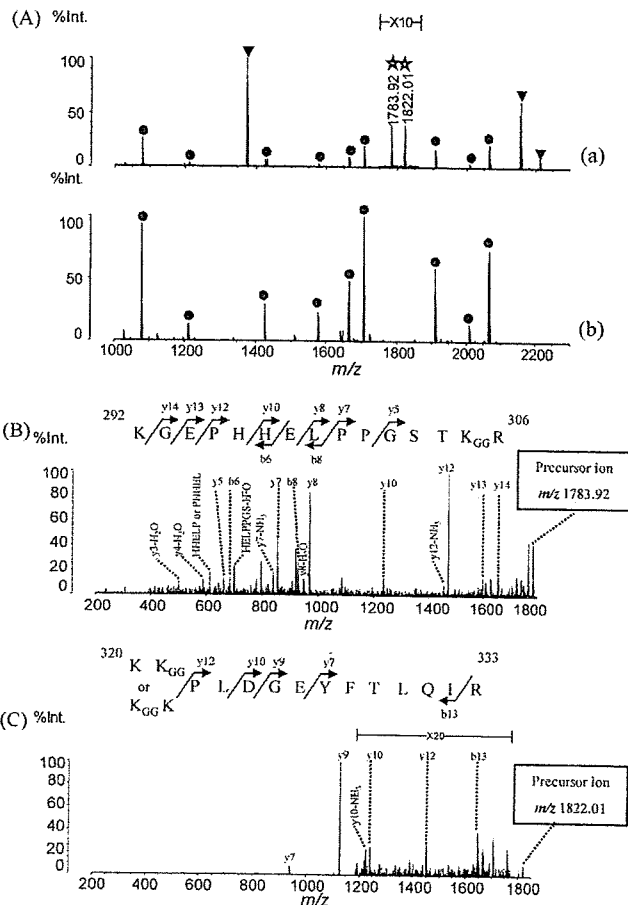 (A)
%Int.
⊢X10⊣
100
50
0
1783.92
1822.01
(a)
%Int.
100
50
0
(b)
1000 1200 1400 1600 1800 2000 2200
m/z
(B)
292 K G E P H H E L P P G S T K GG R 306
y14 y13 y12 y10 y8 y7 y5
b6 b8
%Int.
100
80
60
40
20
0
y4-H2O
HHELP or PHHEL
y5
b6
HELPPGS-H2O
y7-NH3
y7
b8
y8
y10
y12-NH3
y12
y13
y14
Precursor ion
m/z 1783.92
200 400 600 800 1000 1200 1400 1600 1800
m/z
320 K KGG P L D G E Y F T L Q I R 333
or
KGG K
y12 y10 y9 y7
b13
(C)
%Int.
X20
100
80
60
40
20
0
y7
y9
y10-NH3
y10
y12
b13
Precursor Ion
m/z 1822.01
200 400 600 800 1000 1200 1400 1600 1800
m/z